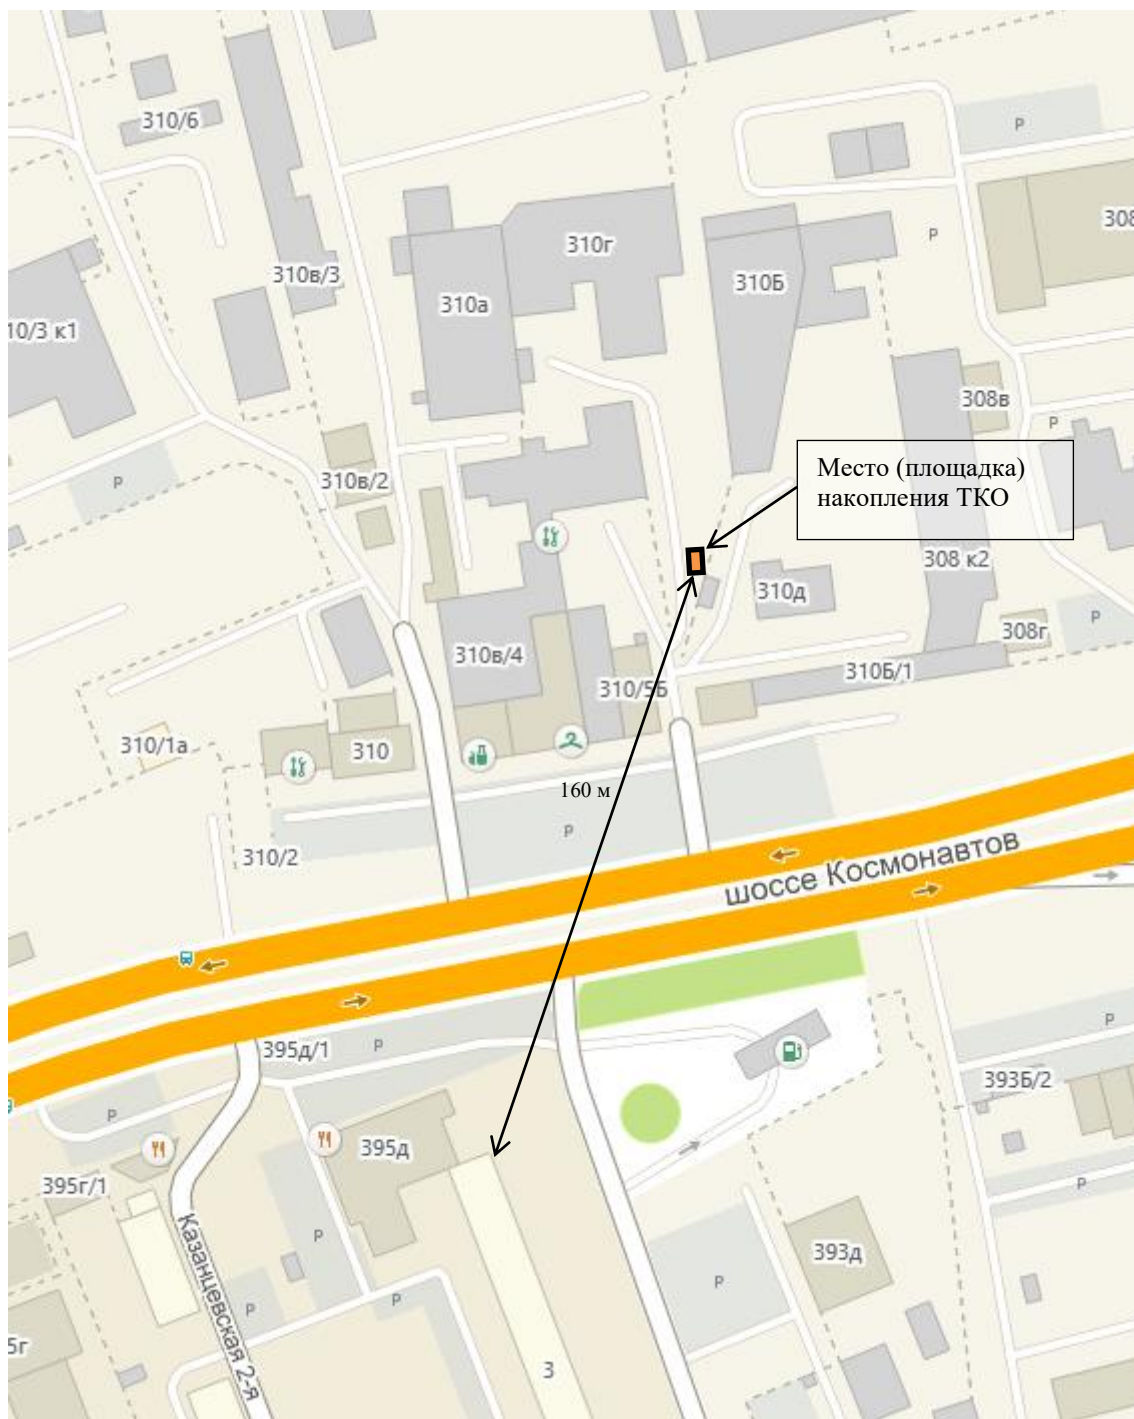 310/6
P
308
310г
P
310в/3
310Б
310а
10/3 к1
308в
P
Место (площадка)
накопления ТКО
310в/2
P
308 к2
310д
P
308г
310в/4
310Б/1
310/5Б
310/1а
310
160 м
P
310/2
шоссе Космонавтов
P
395д/1
P
393Б/2
P
395д
395г/1
P
P
393д
P
P
P
Казанцевская 2-я
5г
3